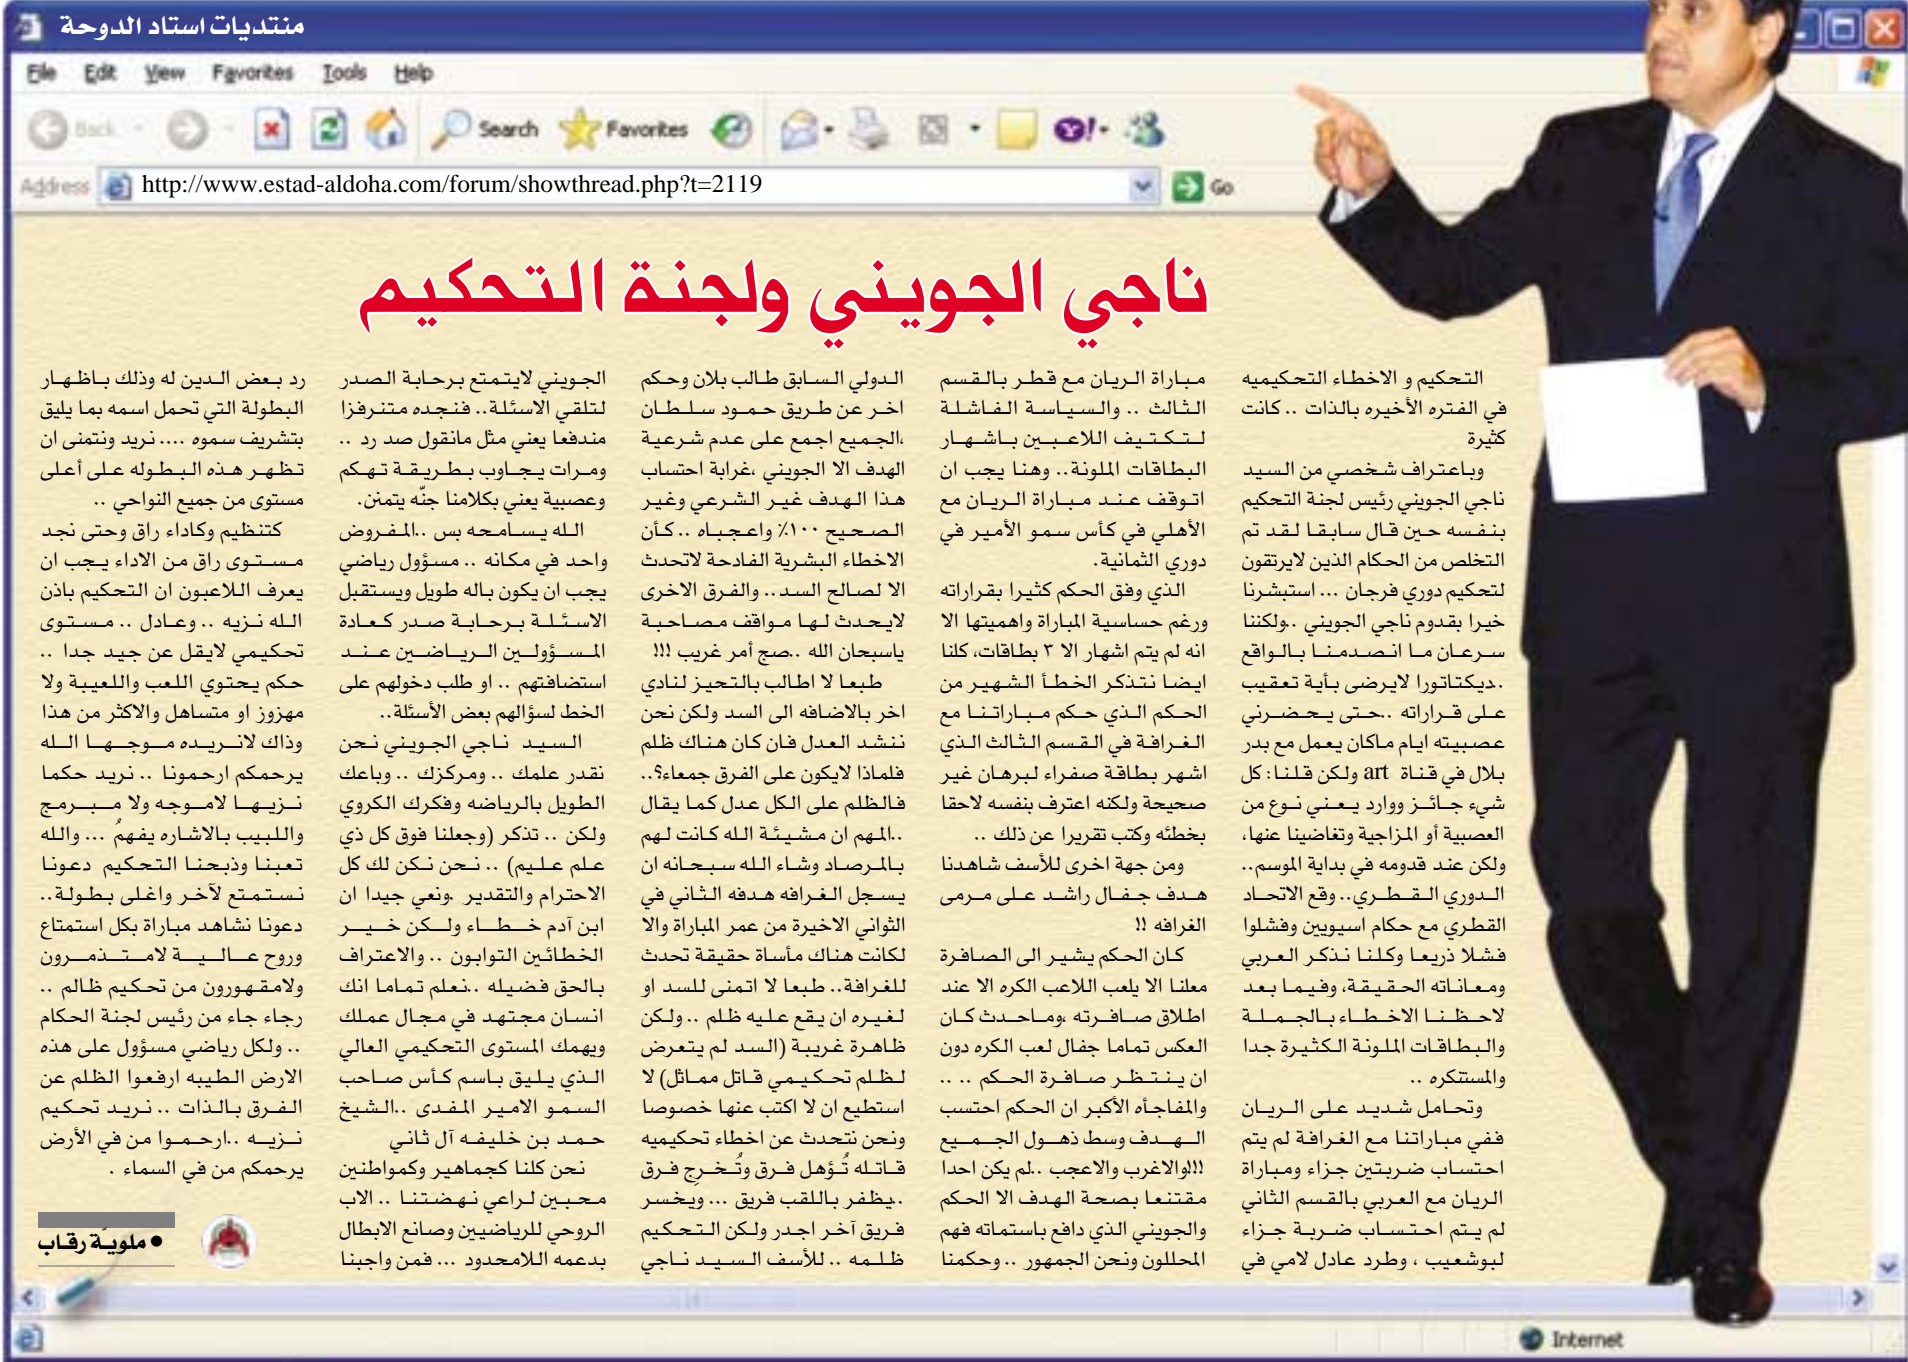 منتديات استاد الدوحة
File Edit View Favorites Tools Help
Back Search Favorites
Address http://www.estad-aldoha.com/forum/showthread.php?t=2119 Go
ناجي الجويني ولجنة التحكيم
التحكيم و الاخطاء التحكيميه
في الفتره الأخيره بالذات .. كانت
كثيرة
وباعتراف شخصي من السيد
ناجي الجويني رئيس لجنة التحكيم
بنفسه حين قال سابقا لقد تم
التخلص من الحكام الذين لايرتقون
لتحكيم دوري فرجان ... استبشرنا
خيرا بقدوم ناجي الجويني ..ولكننا
سرعان ما انصدمنا بالواقع
..ديكتاتورا لايرضى بأية تعقيب
على قراراته ..حتى يحضرني
عصبيته ايام ماكان يعمل مع بدر
بلال في قناة art ولكن قلنا: كل
شيء جائز ووارد يعني نوع من
العصبية أو المزاجية وتغاضينا عنها،
ولكن عند قدومه في بداية الموسم..
الدوري القطري.. وقع الاتحاد
القطري مع حكام اسيويين وفشلوا
فشلا ذريعا وكلنا نذكر العربي
ومعاناته الحقيقة، وفيما بعد
لاحظنا الاخطاء بالجملة
والبطاقات الملونة الكثيرة جدا
والمستنكره ..
وتحامل شديد على الريان
ففي مباراتنا مع الغرافة لم يتم
احتساب ضربتين جزاء ومباراة
الريان مع العربي بالقسم الثاني
لم يتم احتساب ضربة جزاء
لبوشعيب ، وطرد عادل لامي في
مباراة الريان مع قطر بالقسم
الثالث .. والسياسة الفاشلة
لتكتيف اللاعبين باشهار
البطاقات الملونة.. وهنا يجب ان
اتوقف عند مباراة الريان مع
الأهلي في كأس سمو الأمير في
دوري الثمانية.
الذي وفق الحكم كثيرا بقراراته
ورغم حساسية المباراة واهميتها الا
انه لم يتم اشهار الا ٣ بطاقات، كلنا
ايضا نتذكر الخطأ الشهير من
الحكم الذي حكم مباراتنا مع
الغرافة في القسم الثالث الذي
اشهر بطاقة صفراء لبرهان غير
صحيحة ولكنه اعترف بنفسه لاحقا
بخطئه وكتب تقريرا عن ذلك ..
ومن جهة اخرى للأسف شاهدنا
هدف جفال راشد على مرمى
الغرافه !!
كان الحكم يشير الى الصافرة
معلنا الا يلعب اللاعب الكره الا عند
اطلاق صافرته ،وماحدث كان
العكس تماما جفال لعب الكره دون
ان ينتظر صافرة الحكم .. ..
والمفاجأه الأكبر ان الحكم احتسب
الهدف وسط ذهول الجميع
!!!والاغرب والاعجب ..لم يكن احدا
مقتنعا بصحة الهدف الا الحكم
والجويني الذي دافع باستماته فهم
المحللون ونحن الجمهور .. وحكمنا
الدولي السابق طالب بلان وحكم
اخر عن طريق حمود سلطان
،الجميع اجمع على عدم شرعية
الهدف الا الجويني ،غرابة احتساب
هذا الهدف غير الشرعي وغير
الصحيح ١٠٠٪ واعجباه .. كأن
الاخطاء البشرية الفادحة لاتحدث
الا لصالح السد.. والفرق الاخرى
لايحدث لها مواقف مصاحبة
ياسبحان الله ..صج أمر غريب !!!
طبعا لا اطالب بالتحيز لنادي
اخر بالاضافه الى السد ولكن نحن
ننشد العدل فان كان هناك ظلم
فلماذا لايكون على الفرق جمعاء؟..
فالظلم على الكل عدل كما يقال
..المهم ان مشيئة الله كانت لهم
بالمرصاد وشاء الله سبحانه ان
يسجل الغرافه هدفه الثاني في
الثواني الاخيرة من عمر المباراة والا
لكانت هناك مأساة حقيقة تحدث
للغرافة.. طبعا لا اتمنى للسد او
لغيره ان يقع عليه ظلم .. ولكن
ظاهرة غريبة (السد لم يتعرض
لظلم تحكيمي قاتل مماثل) لا
استطيع ان لا اكتب عنها خصوصا
ونحن نتحدث عن اخطاء تحكيميه
قاتله تُؤهل فرق وتُخرج فرق
..يظفر باللقب فريق ... ويخسر
فريق آخر اجدر ولكن التحكيم
ظلمه .. للأسف السيد ناجي
الجويني لايتمتع برحابة الصدر
لتلقي الاسئلة.. فنجده متنرفزا
مندفعا يعني مثل مانقول صد رد ..
ومرات يجاوب بطريقة تهكم
وعصبية يعني بكلامنا جنّه يتمنن.
الله يسامحه بس ..المفروض
واحد في مكانه .. مسؤول رياضي
يجب ان يكون باله طويل ويستقبل
الاسئلة برحابة صدر كعادة
المسؤولين الرياضين عند
استضافتهم .. او طلب دخولهم على
الخط لسؤالهم بعض الأسئلة..
السيد ناجي الجويني نحن
نقدر علمك .. ومركزك .. وباعك
الطويل بالرياضه وفكرك الكروي
ولكن .. تذكر (وجعلنا فوق كل ذي
علم عليم) .. نحن نكن لك كل
الاحترام والتقدير .ونعي جيدا ان
ابن آدم خطاء ولكن خير
الخطائين التوابون .. والاعتراف
بالحق فضيله ..نعلم تماما انك
انسان مجتهد في مجال عملك
ويهمك المستوى التحكيمي العالي
الذي يليق باسم كأس صاحب
السمو الامير المفدى ..الشيخ
حمد بن خليفه آل ثاني
نحن كلنا كجماهير وكمواطنين
محبين لراعي نهضتنا .. الاب
الروحي للرياضيين وصانع الابطال
بدعمه اللامحدود ... فمن واجبنا
رد بعض الدين له وذلك باظهار
البطولة التي تحمل اسمه بما يليق
بتشريف سموه .... نريد ونتمنى ان
تظهر هذه البطوله على أعلى
مستوى من جميع النواحي ..
كتنظيم وكاداء راق وحتى نجد
مستوى راق من الاداء يجب ان
يعرف اللاعبون ان التحكيم باذن
الله نزيه .. وعادل .. مستوى
تحكيمي لايقل عن جيد جدا ..
حكم يحتوي اللعب واللعيبة ولا
مهزوز او متساهل والاكثر من هذا
وذاك لانريده موجها الله
يرحمكم ارحمونا .. نريد حكما
نزيها لاموجه ولا مبرمج
واللبيب بالاشاره يفهمُ ... والله
تعبنا وذبحنا التحكيم دعونا
نستمتع لآخر واغلى بطولة..
دعونا نشاهد مباراة بكل استمتاع
وروح عالية لامتذمرون
ولامقهورون من تحكيم ظالم ..
رجاء جاء من رئيس لجنة الحكام
.. ولكل رياضي مسؤول على هذه
الارض الطيبه ارفعوا الظلم عن
الفرق بالذات .. نريد تحكيم
نزيه ..ارحموا من في الأرض
يرحمكم من في السماء .
• ملويّة رقاب
Internet